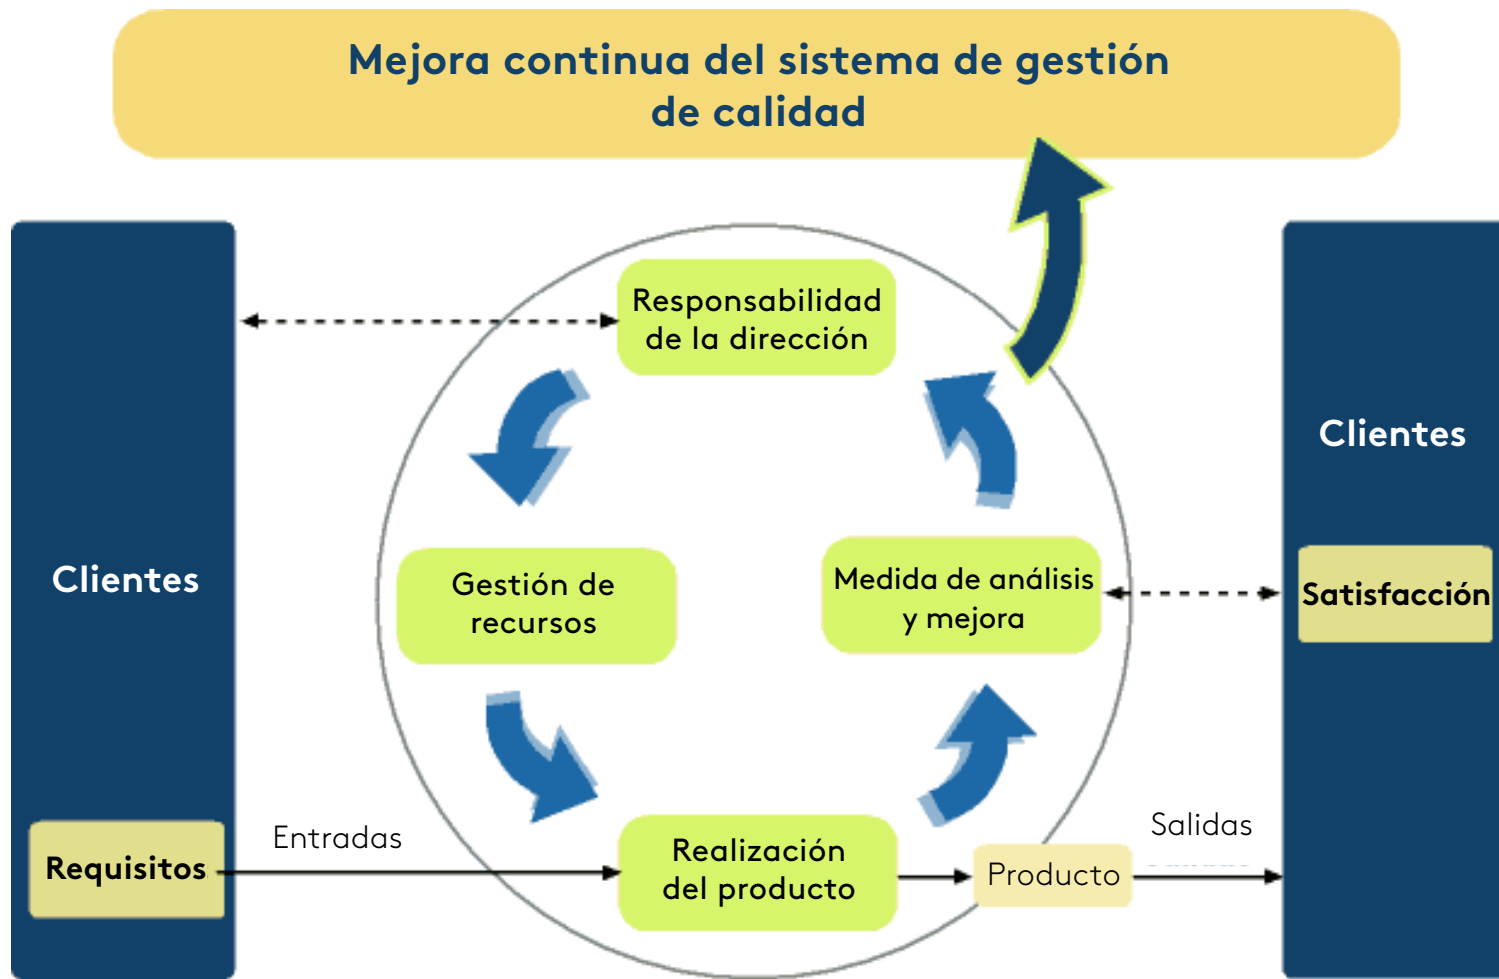 Mejora continua del sistema de gestión
de calidad
Responsabilidad
de la dirección
Clientes
Clientes
Gestión de
recursos
Medida de análisis
y mejora
Satisfacción
Requisitos
Entradas
Realización
del producto
Producto
Salidas